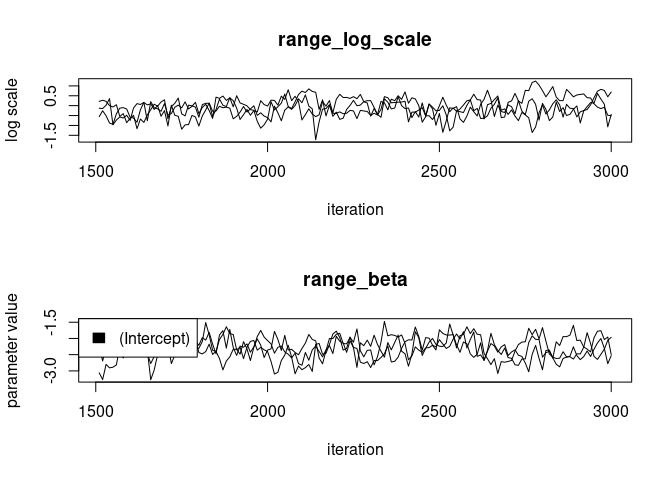 range_log_scale
log scale
0.5
-1.5
1500 2000 2500 3000
iteration
range_beta
parameter value
-1.5
-3.0
(Intercept)
1500 2000 2500 3000
iteration